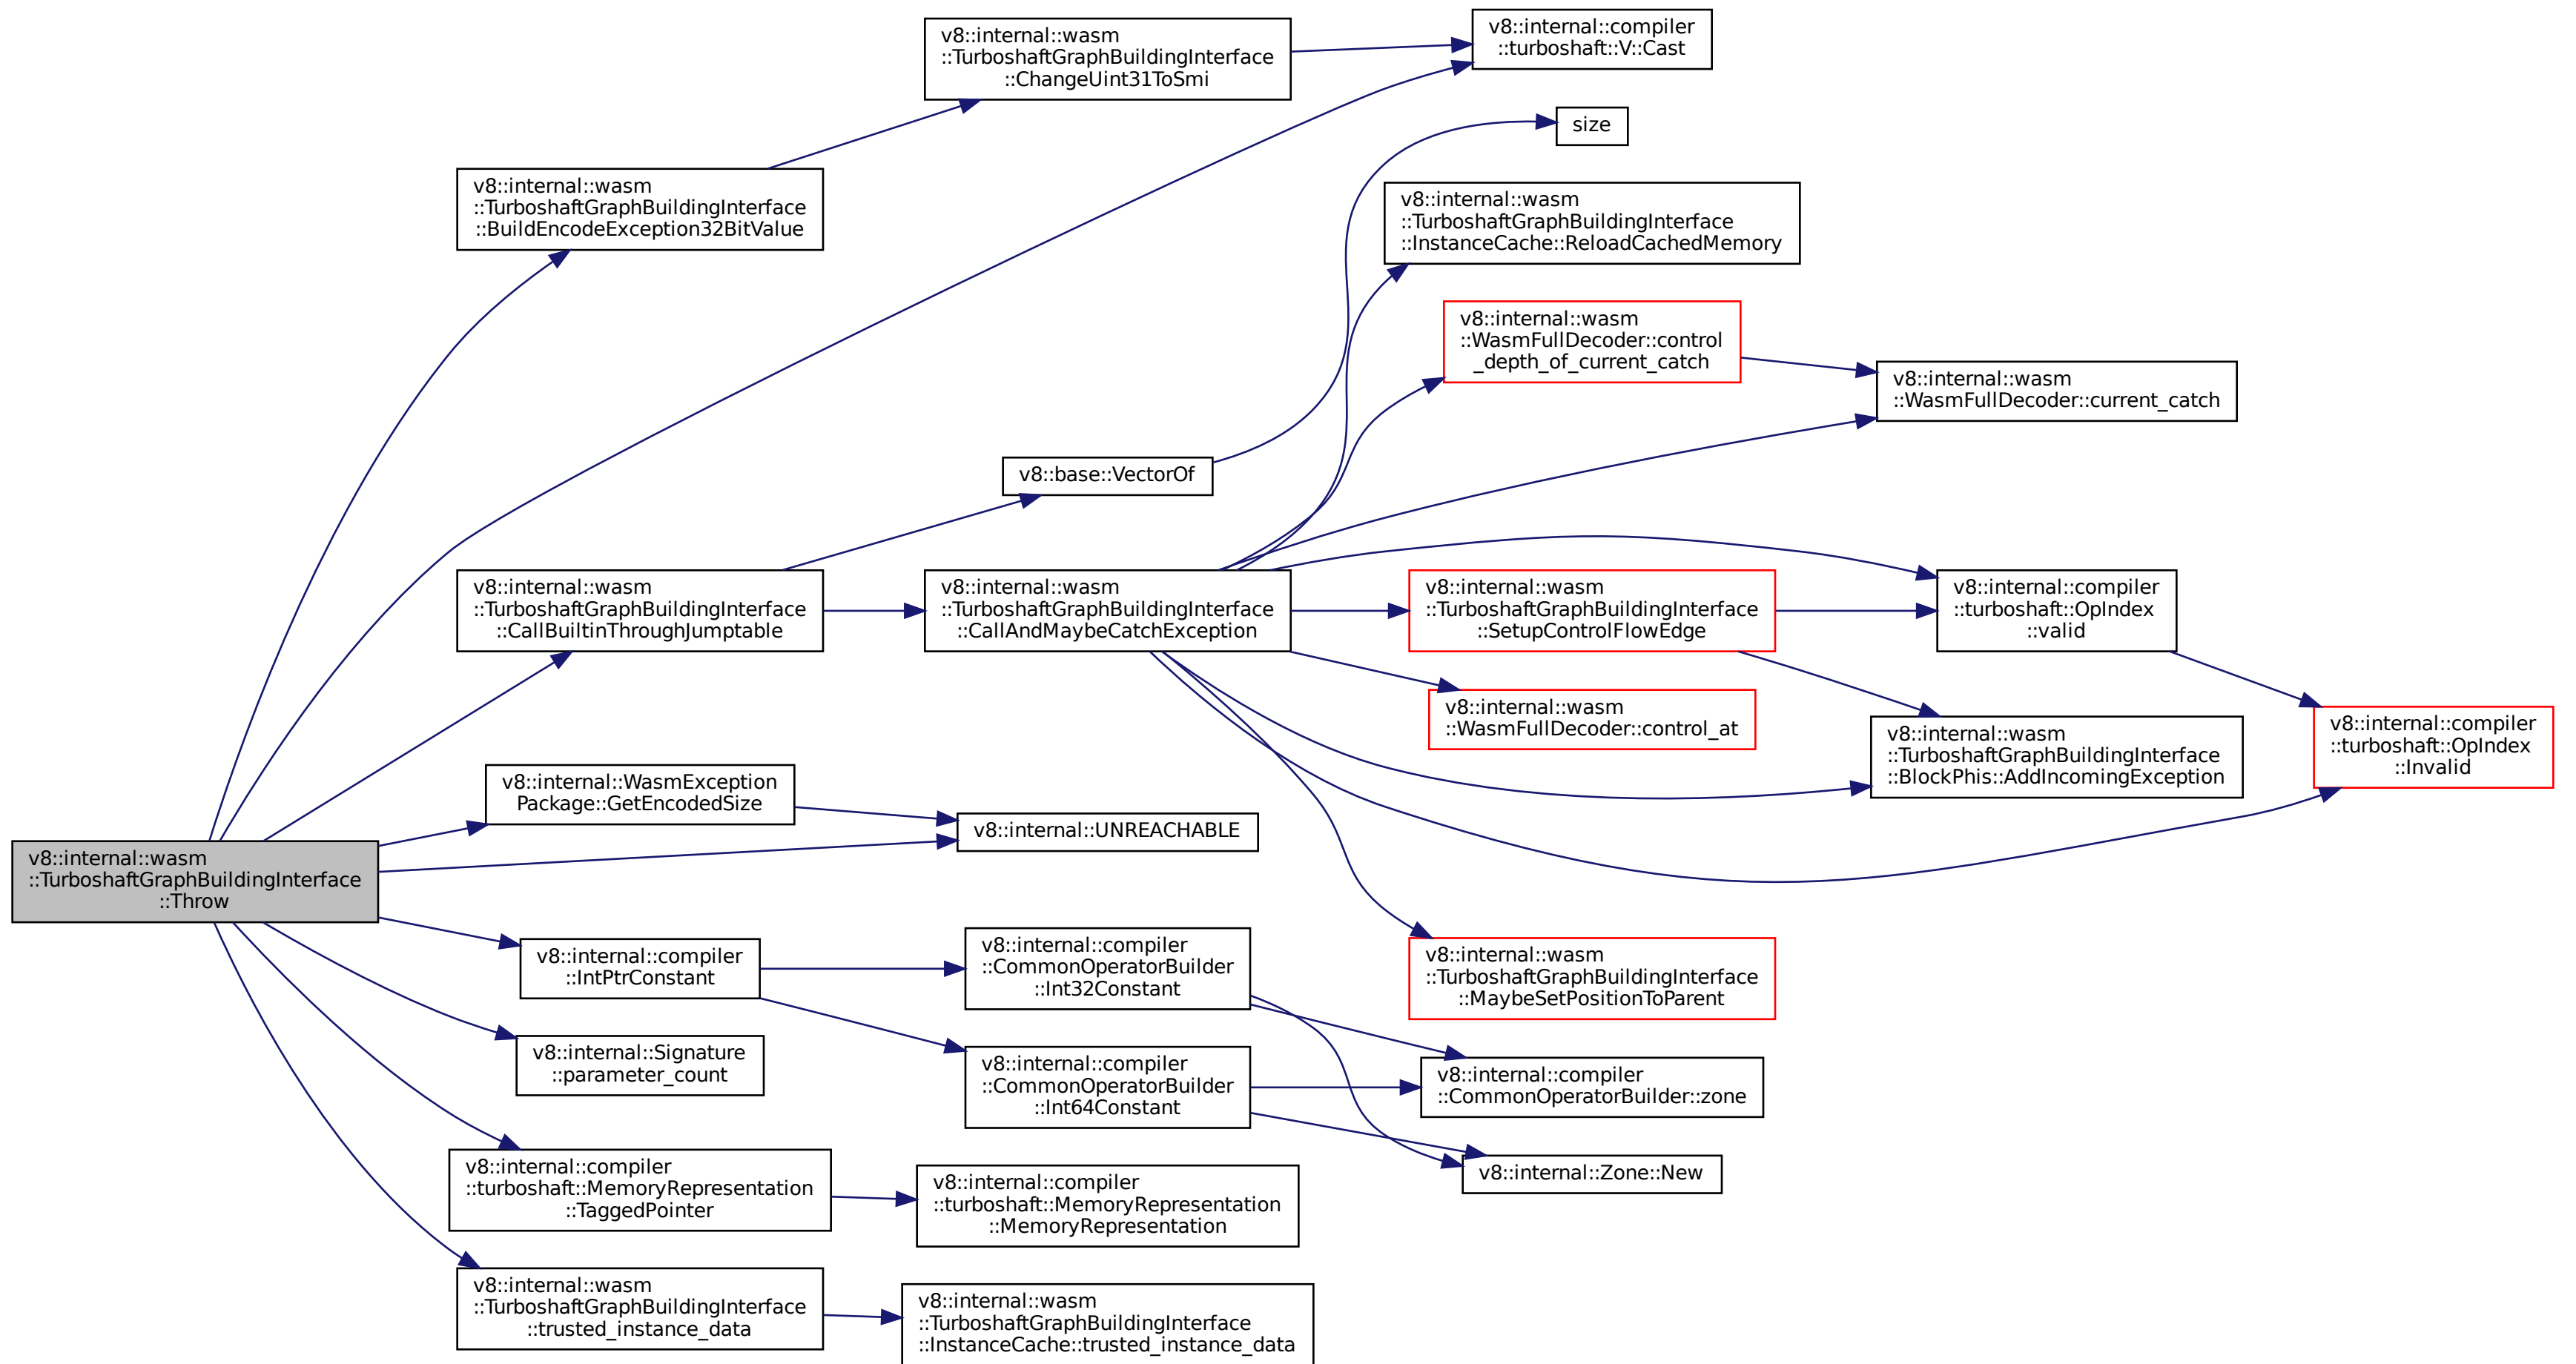 v8::internal::wasm
::TurboshaftGraphBuildingInterface
::Throw
v8::internal::wasm
::TurboshaftGraphBuildingInterface
::BuildEncodeException32BitValue
v8::internal::wasm
::TurboshaftGraphBuildingInterface
::ChangeUint31ToSmi
v8::internal::compiler
::turboshaft::V::Cast
size
v8::internal::wasm
::TurboshaftGraphBuildingInterface
::InstanceCache::ReloadCachedMemory
v8::internal::wasm
::WasmFullDecoder::control
_depth_of_current_catch
v8::internal::wasm
::WasmFullDecoder::current_catch
v8::base::VectorOf
v8::internal::wasm
::TurboshaftGraphBuildingInterface
::CallBuiltinThroughJumptable
v8::internal::wasm
::TurboshaftGraphBuildingInterface
::CallAndMaybeCatchException
v8::internal::wasm
::TurboshaftGraphBuildingInterface
::SetupControlFlowEdge
v8::internal::compiler
::turboshaft::OpIndex
::valid
v8::internal::wasm
::WasmFullDecoder::control_at
v8::internal::wasm
::TurboshaftGraphBuildingInterface
::BlockPhis::AddIncomingException
v8::internal::compiler
::turboshaft::OpIndex
::Invalid
v8::internal::WasmException
Package::GetEncodedSize
v8::internal::UNREACHABLE
v8::internal::compiler
::IntPtrConstant
v8::internal::compiler
::CommonOperatorBuilder
::Int32Constant
v8::internal::wasm
::TurboshaftGraphBuildingInterface
::MaybeSetPositionToParent
v8::internal::Signature
::parameter_count
v8::internal::compiler
::CommonOperatorBuilder
::Int64Constant
v8::internal::compiler
::CommonOperatorBuilder::zone
v8::internal::Zone::New
v8::internal::compiler
::turboshaft::MemoryRepresentation
::TaggedPointer
v8::internal::compiler
::turboshaft::MemoryRepresentation
::MemoryRepresentation
v8::internal::wasm
::TurboshaftGraphBuildingInterface
::trusted_instance_data
v8::internal::wasm
::TurboshaftGraphBuildingInterface
::InstanceCache::trusted_instance_data